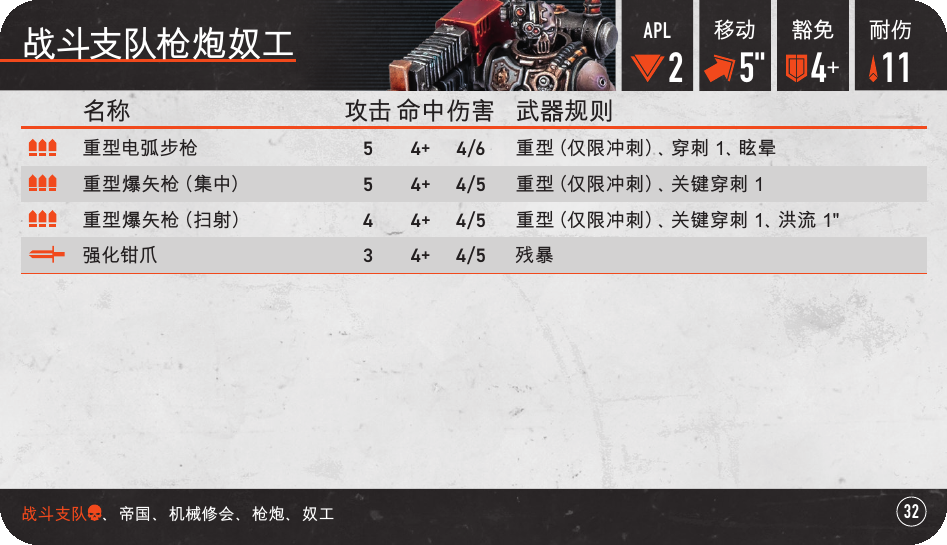 战斗支队枪炮奴工
APL 移动 豁免 耐伤
2 5" 4+ 11
名称 攻击 命中 伤害 武器规则
重型电弧步枪 5 4+ 4/6 重型（仅限冲刺）、穿刺 1、眩晕
重型爆矢枪（集中） 5 4+ 4/5 重型（仅限冲刺）、关键穿刺 1
重型爆矢枪（扫射） 4 4+ 4/5 重型（仅限冲刺）、关键穿刺 1、洪流 1"
强化钳爪 3 4+ 4/5 残暴
战斗支队、帝国、机械修会、枪炮、奴工
32